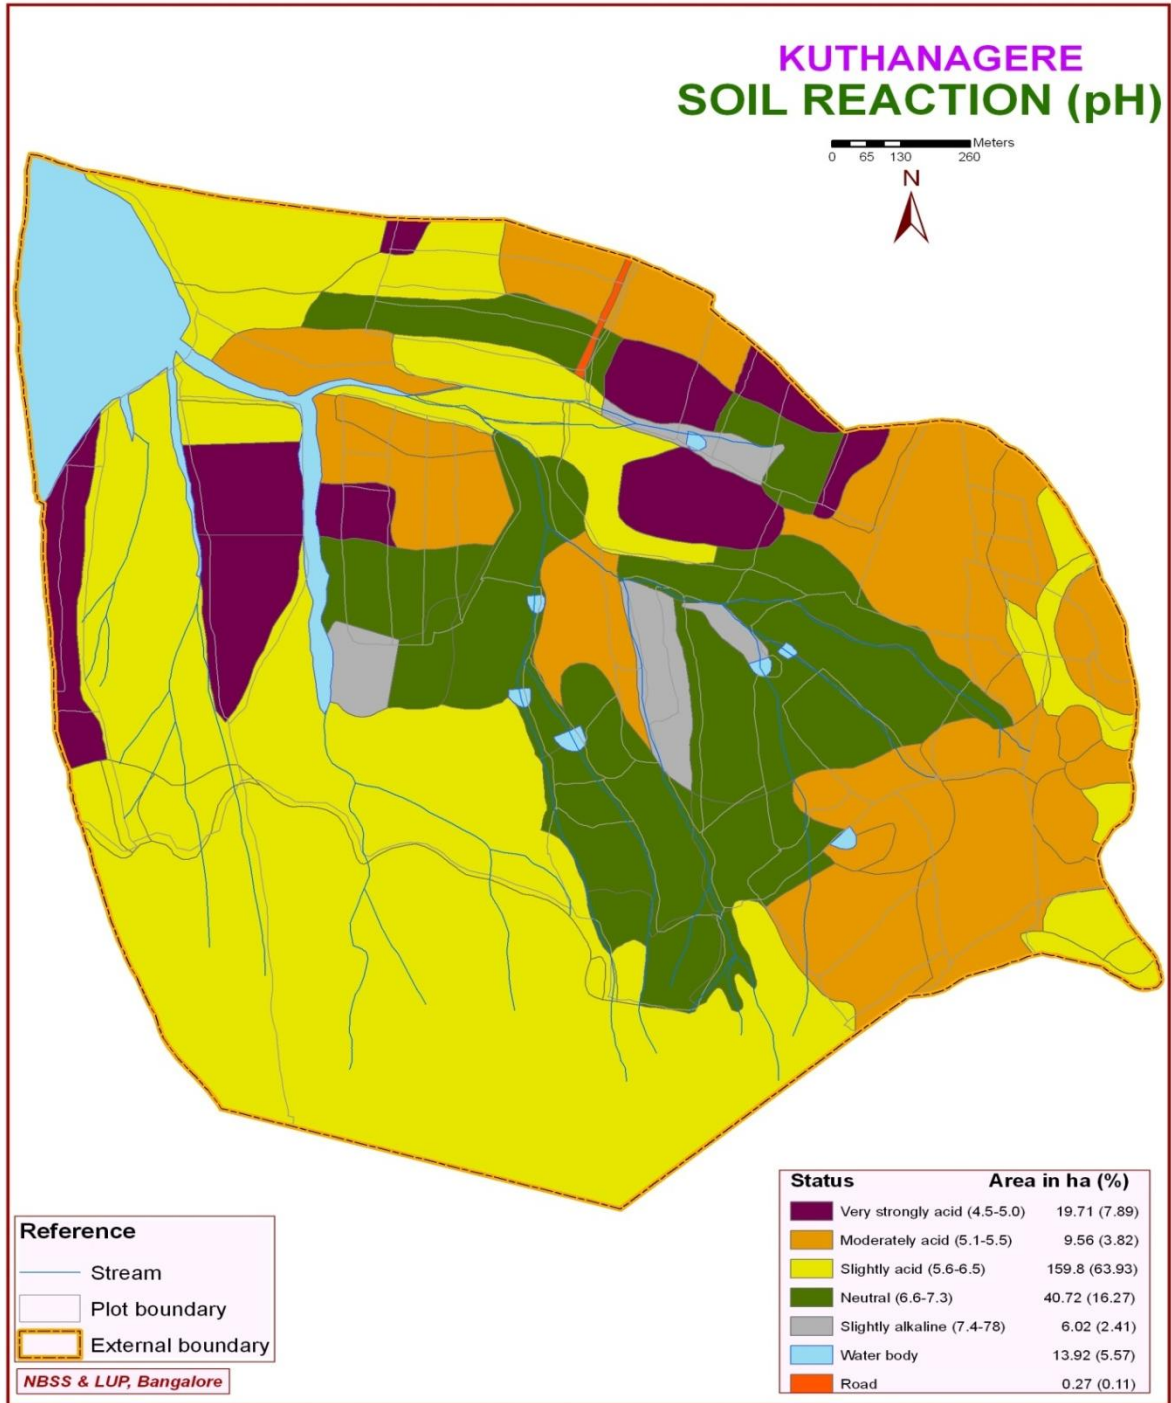 KUTHANAGERE
SOIL REACTION (pH)
Meters
0 65 130 260
N
Status Area in ha (%)
Very strongly acid (4.5-5.0) 19.71 (7.89)
Moderately acid (5.1-5.5) 9.56 (3.82)
Slightly acid (5.6-6.5) 159.8 (63.93)
Neutral (6.6-7.3) 40.72 (16.27)
Slightly alkaline (7.4-78) 6.02 (2.41)
Water body 13.92 (5.57)
Road 0.27 (0.11)
Reference
Stream
Plot boundary
External boundary
NBSS & LUP, Bangalore